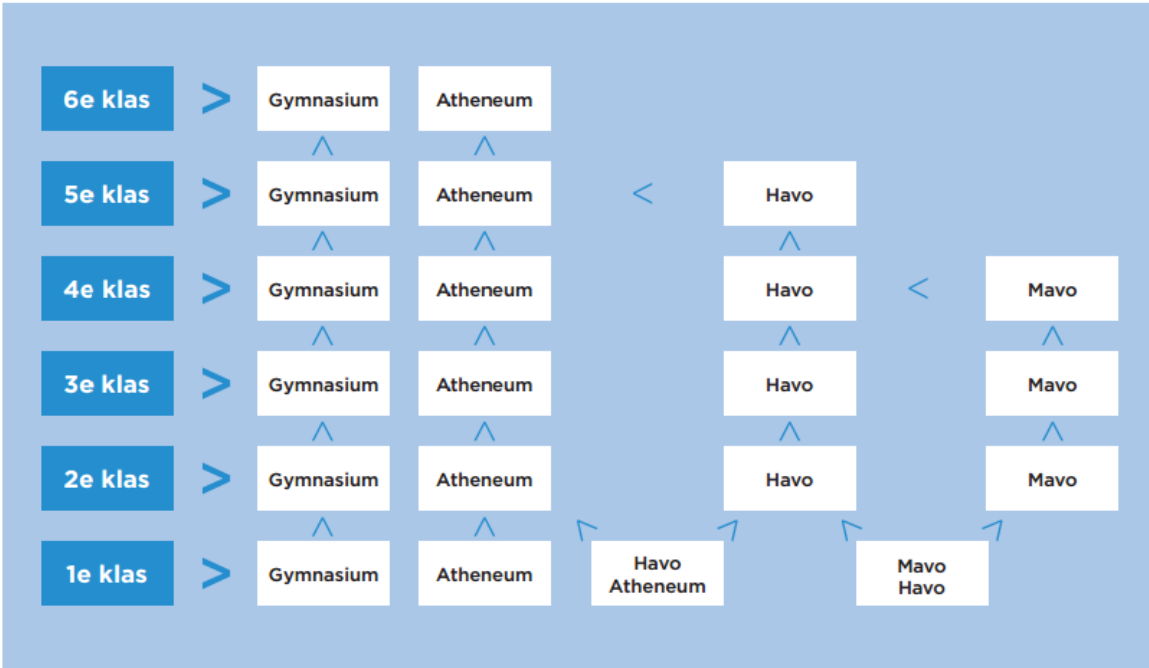 6e klas > Gymnasium Atheneum
5e klas > Gymnasium Atheneum < Havo
4e klas > Gymnasium Atheneum Havo < Mavo
3e klas > Gymnasium Atheneum Havo Mavo
2e klas > Gymnasium Atheneum Havo Mavo
1e klas > Gymnasium Atheneum Havo Atheneum Mavo Havo